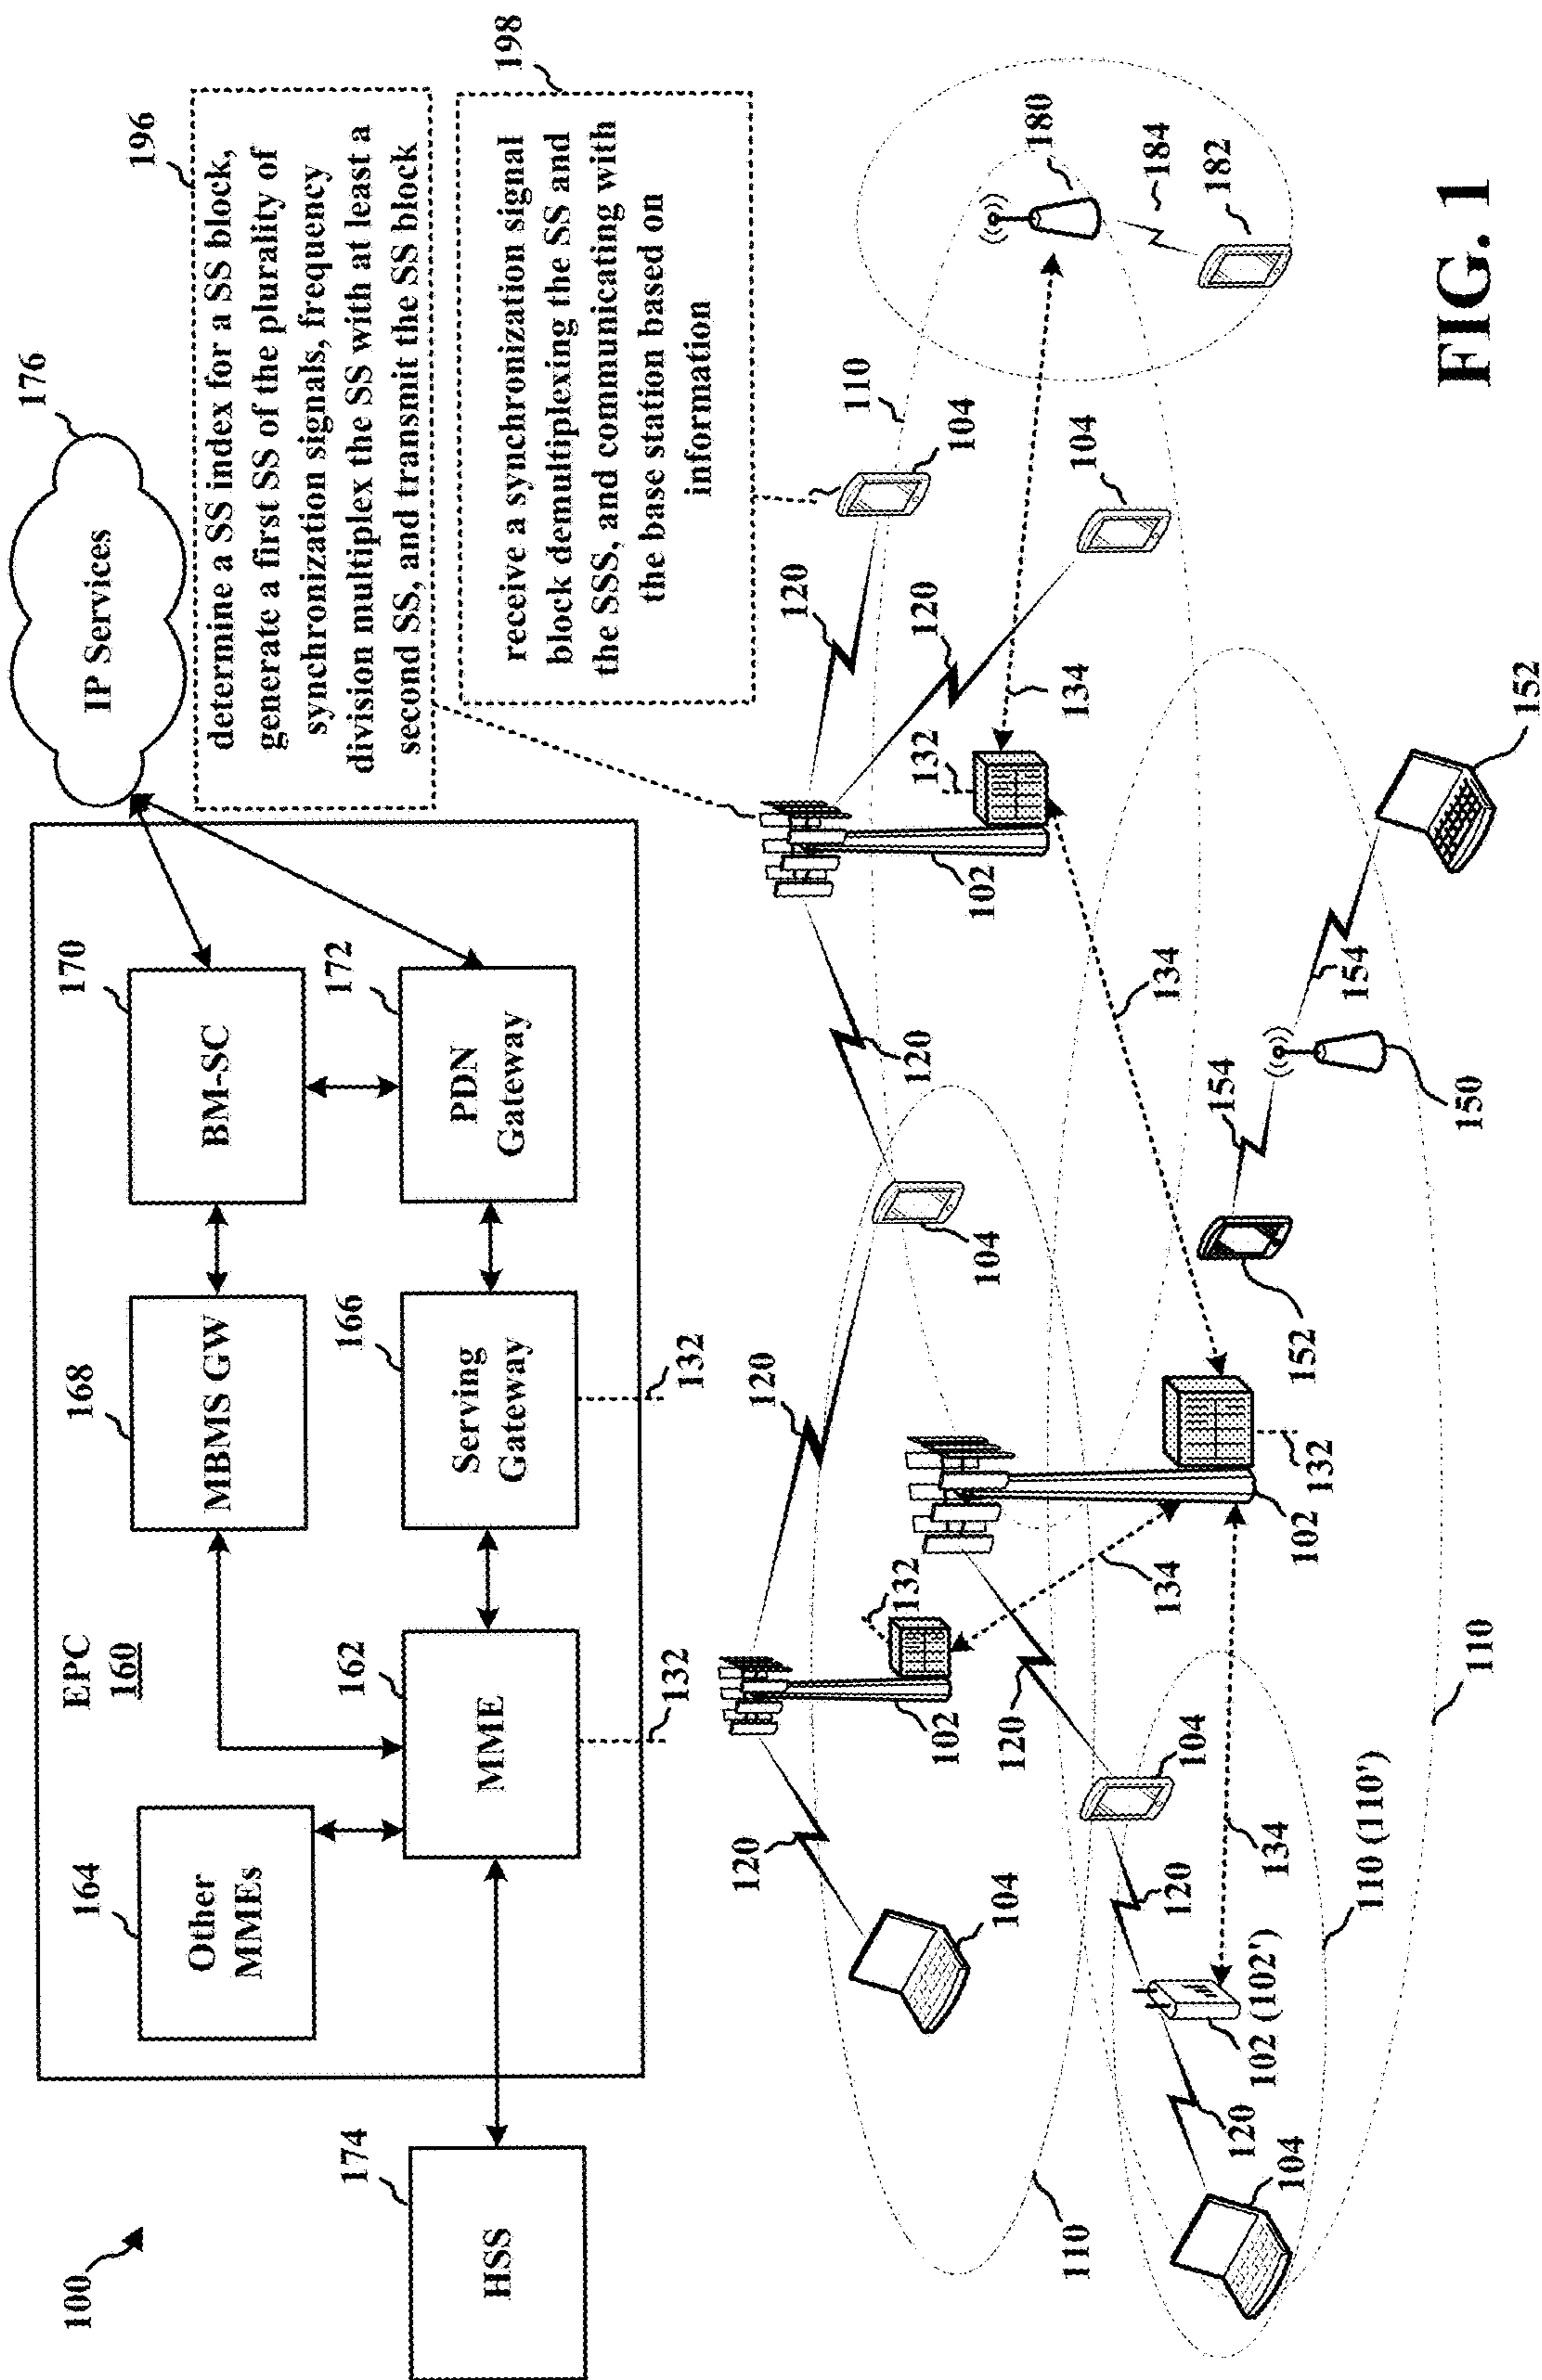 100
EPC
160
164
Other
MMEs
162
MME
168
MBMS GW
166
Serving
Gateway
170
BM-SC
172
PDN
Gateway
176
IP Services
174
HSS
132
132
196
determine a SS index for a SS block,
generate a first SS of the plurality of
synchronization signals, frequency
division multiplex the SS with at least a
second SS, and transmit the SS block
198
receive a synchronization signal
block demultiplexing the SS and
the SSS, and communicating with
the base station based on
information
120
104
110
102
132
120
104
120
134
120
104
102 (102')
120
104
134
110 (110')
110
102
132
134
120
102
132
120
120
134
104
104
110
180
184
182
152
154
150
154
152
FIG. 1